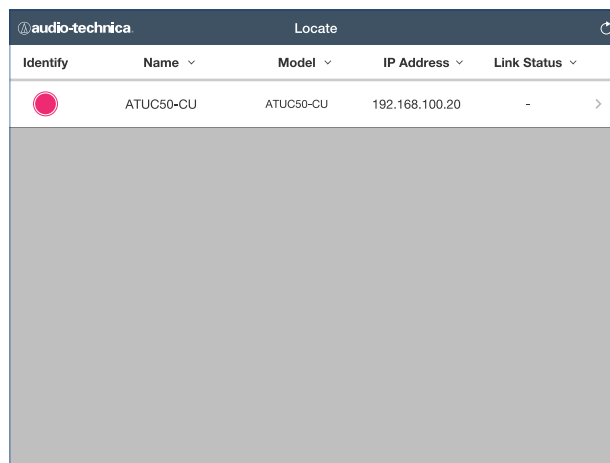 audio-technica.
Locate
Identify Name Model IP Address Link Status
ATUC50-CU ATUC50-CU 192.168.100.20 -